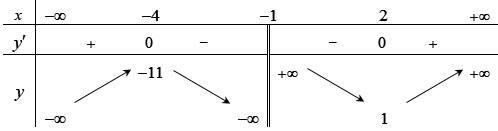 x −∞ −4 −1 2 +∞
y′ + 0 − − 0 +
−11 +∞ +∞
y
−∞ −∞ 1